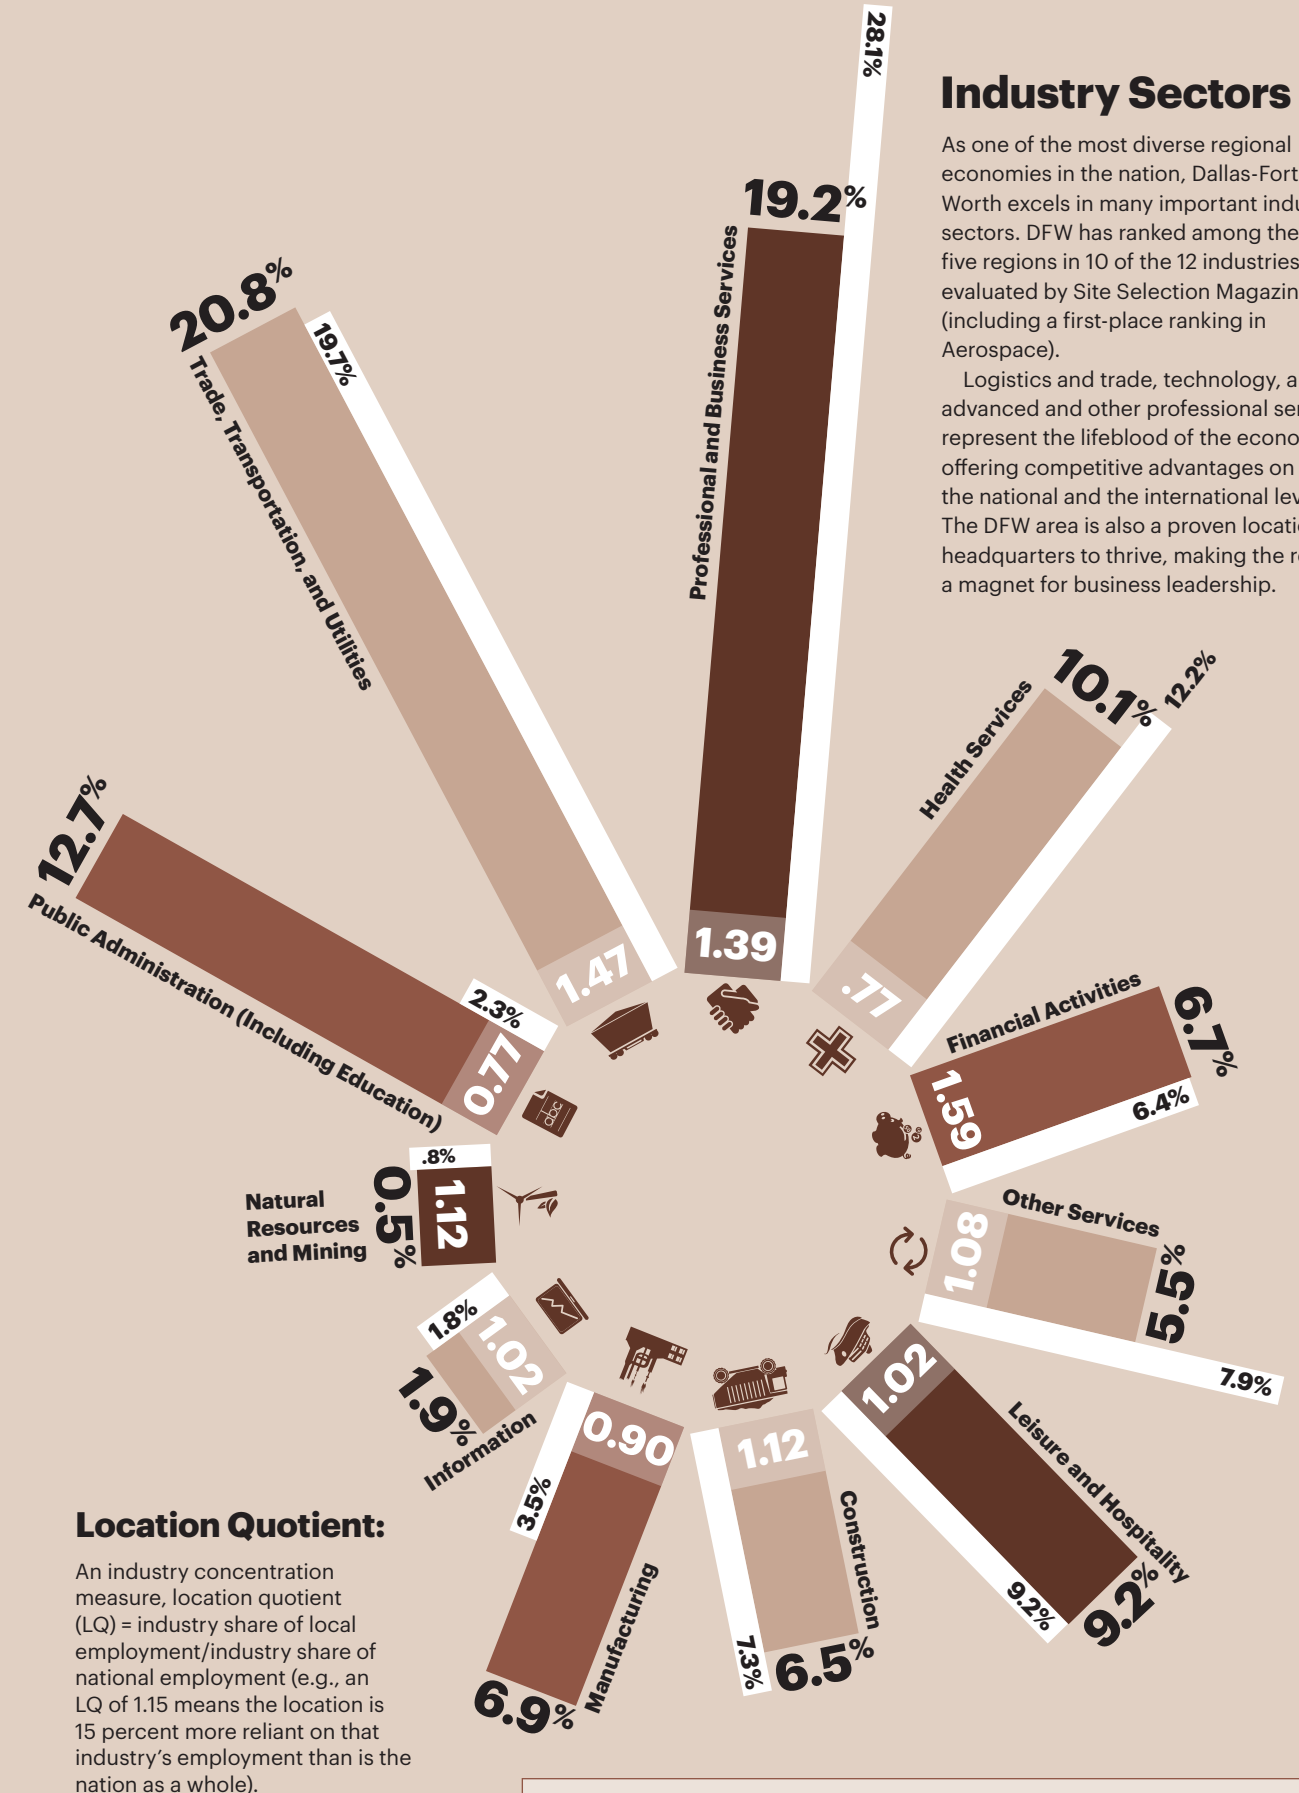 Industry Sectors
As one of the most diverse regional
economies in the nation, Dallas-Fort
Worth excels in many important
sectors. DFW has ranked among the
five regions in 10 of the 12 industries
evaluated by Site Selection
(including a first-place ranking in
Aerospace).
Logistics and trade, technology,
advanced and other professional
represent the lifeblood of the
offering competitive advantages on
the national and the international
The DFW area is also a proven
headquarters to thrive, making the
a magnet for business leadership.
28.1%
19.2%
Professional and Business Services
1.39
20.8%
19.7%
Trade, Transportation, and Utilities
1.47
10.1%
12.2%
Health Services
.77
12.7%
Public Administration (Including Education)
2.3%
0.77
abc
Financial Activities
6.7%
1.59
6.4%
.8%
Natural
Resources
and Mining
0.5%
1.12
Other Services
1.08
5.5%
7.9%
1.8%
1.02
1.9%
Information
1.02
Leisure and Hospitality
9.2%
9.2%
0.90
3.5%
Manufacturing
6.9%
1.12
Construction
7.3%
6.5%
Location Quotient:
An industry concentration
measure, location quotient
(LQ) = industry share of local
employment/industry share of
national employment (e.g., an
LQ of 1.15 means the location is
15 percent more reliant on that
industry’s employment than is the
nation as a whole).